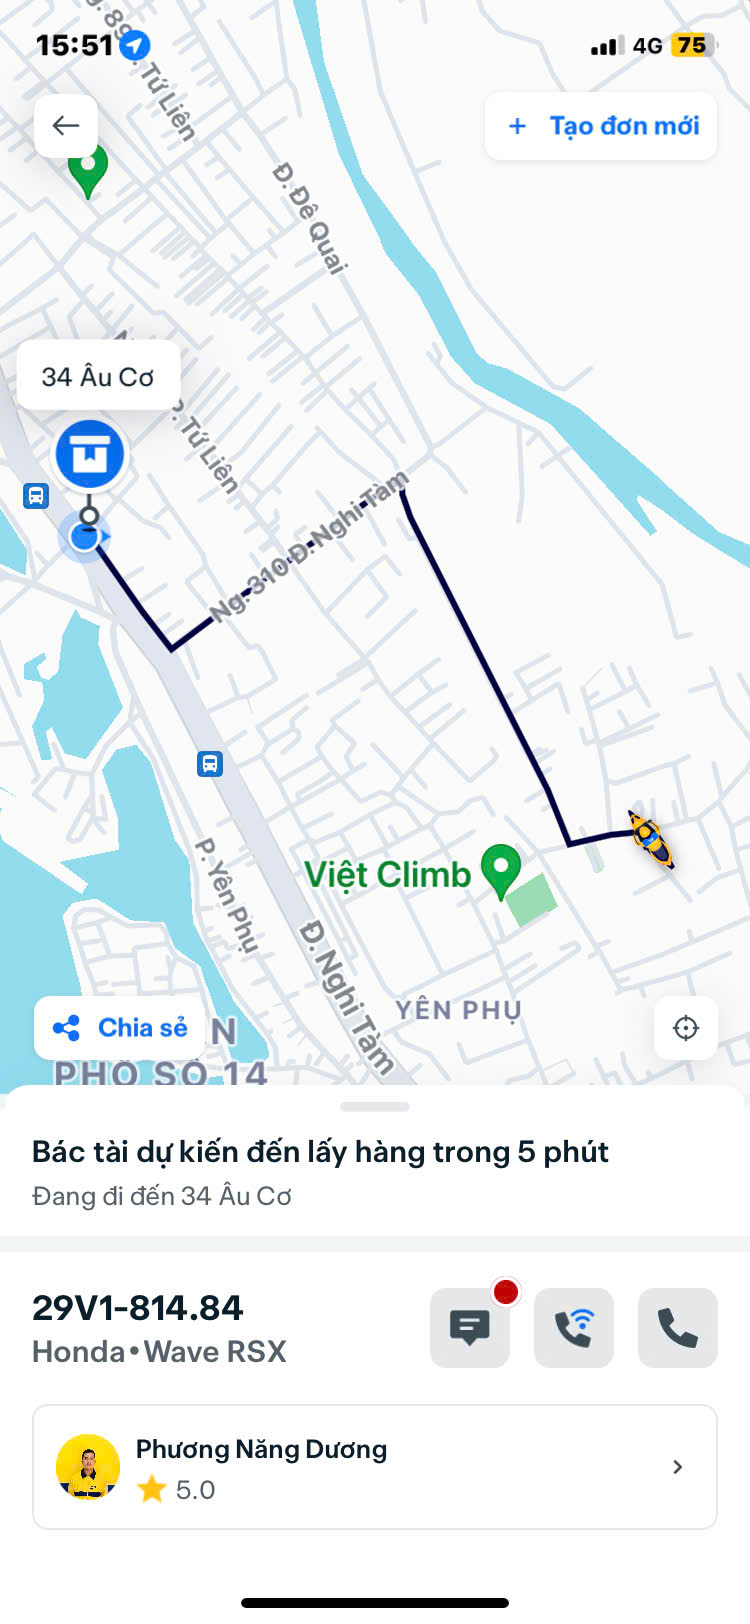 15:51
4G
75
Tứ Liên
+ Tạo đơn mới
Đ. Đê Quai
34 Âu Cơ
P. Tứ Liên
Ng. 310 Đ. Nghi Tàm
Việt Climb
P. Yên Phụ
Đ. Nghi Tàm
YÊN PHỤ
Chia sẻ
N
PHỐ SỐ 14
Bác tài dự kiến đến lấy hàng trong 5 phút
Đang đi đến 34 Âu Cơ
29V1-814.84
Honda•Wave RSX
Phương Năng Dương
5.0